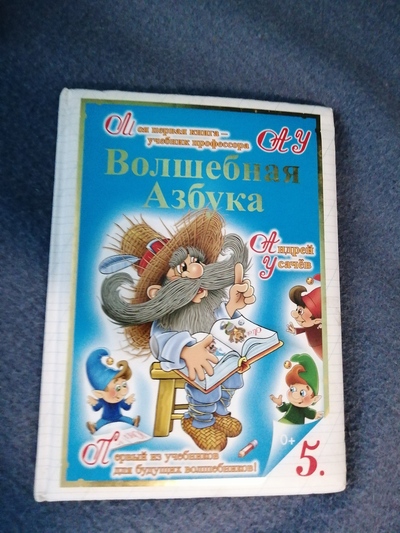 Моя первая книга –
учебник профессора
АУ
Волшебная
Азбука
Андрей
Усачёв
Первый из учебников
для будущих волшебников!
0+
5.